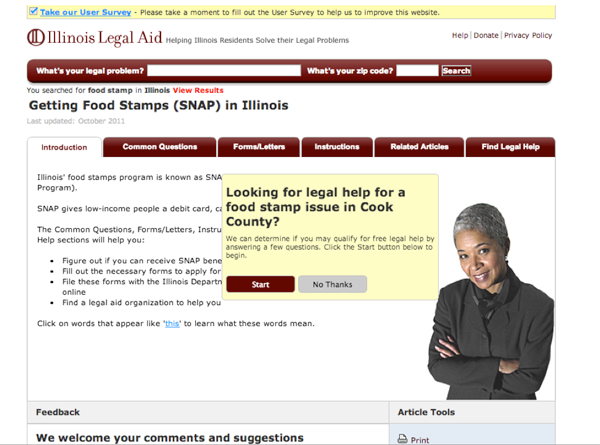 Take our User Survey - Please take a moment to fill out the User Survey to help us to improve this website.
Illinois Legal Aid Helping Illinois Residents Solve their Legal Problems
Help | Donate | Privacy Policy
What's your legal problem? What's your zip code? Search
You searched for food stamp in Illinois View Results
Getting Food Stamps (SNAP) in Illinois
Last updated: October 2011
Introduction Common Questions Forms/Letters Instructions Related Articles Find Legal Help
Illinois' food stamps program is known as SNA
Program).
SNAP gives low-income people a debit card, ca
The Common Questions, Forms/Letters, Instru
Help sections will help you:
• Figure out if you can receive SNAP bene
• Fill out the necessary forms to apply for
• File these forms with the Illinois Departm
online
• Find a legal aid organization to help you
Click on words that appear like 'this' to learn what these words mean.
Looking for legal help for a
food stamp issue in Cook
County?
We can determine if you may qualify for free legal help by
answering a few questions. Click the Start button below to
begin.
Start No Thanks
Feedback
We welcome your comments and suggestions
Article Tools
Print